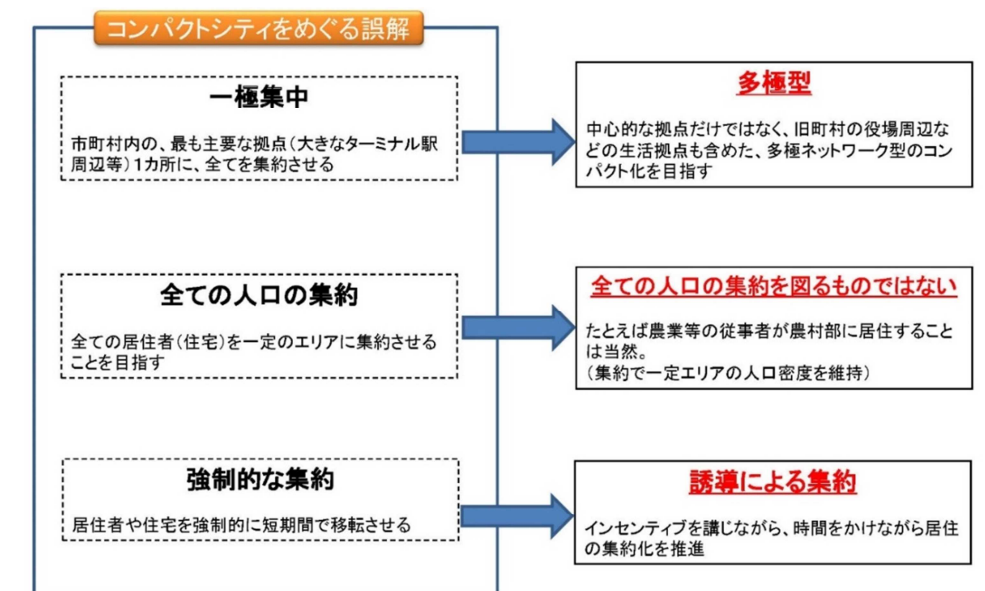 コンパクトシティをめぐる誤解
一極集中
市町村内の、最も主要な拠点(大きなターミナル駅
周辺等)1カ所に、全てを集約させる
多極型
中心的な拠点だけではなく、旧町村の役場周辺な
どの生活拠点も含めた、多極ネットワーク型のコン
パクト化を目指す
全ての人口の集約
全ての居住者(住宅)を一定のエリアに集約させる
ことを目指す
全ての人口の集約を図るものではない
たとえば農業等の従事者が農村部に居住すること
は当然。
(集約で一定エリアの人口密度を維持)
強制的な集約
居住者や住宅を強制的に短期間で移転させる
誘導による集約
インセンティブを講じながら、時間をかけながら居住
の集約化を推進